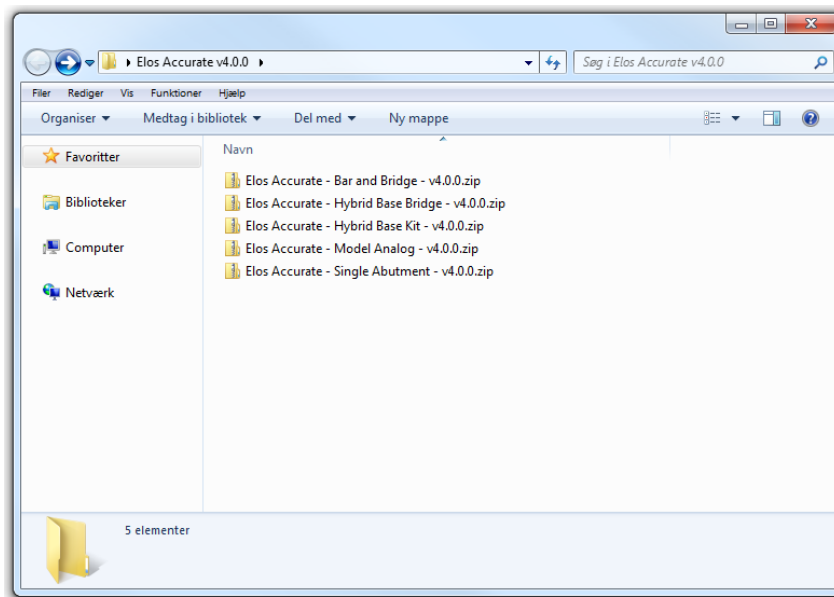 Elos Accurate v4.0.0
Søg i Elos Accurate v4.0.0
Filer Rediger Vis Funktioner Hjælp
Organiser Medtag i bibliotek Del med Ny mappe
Favoritter
Biblioteker
Computer
Netværk
Navn
Elos Accurate - Bar and Bridge - v4.0.0.zip
Elos Accurate - Hybrid Base Bridge - v4.0.0.zip
Elos Accurate - Hybrid Base Kit - v4.0.0.zip
Elos Accurate - Model Analog - v4.0.0.zip
Elos Accurate - Single Abutment - v4.0.0.zip
5 elementer